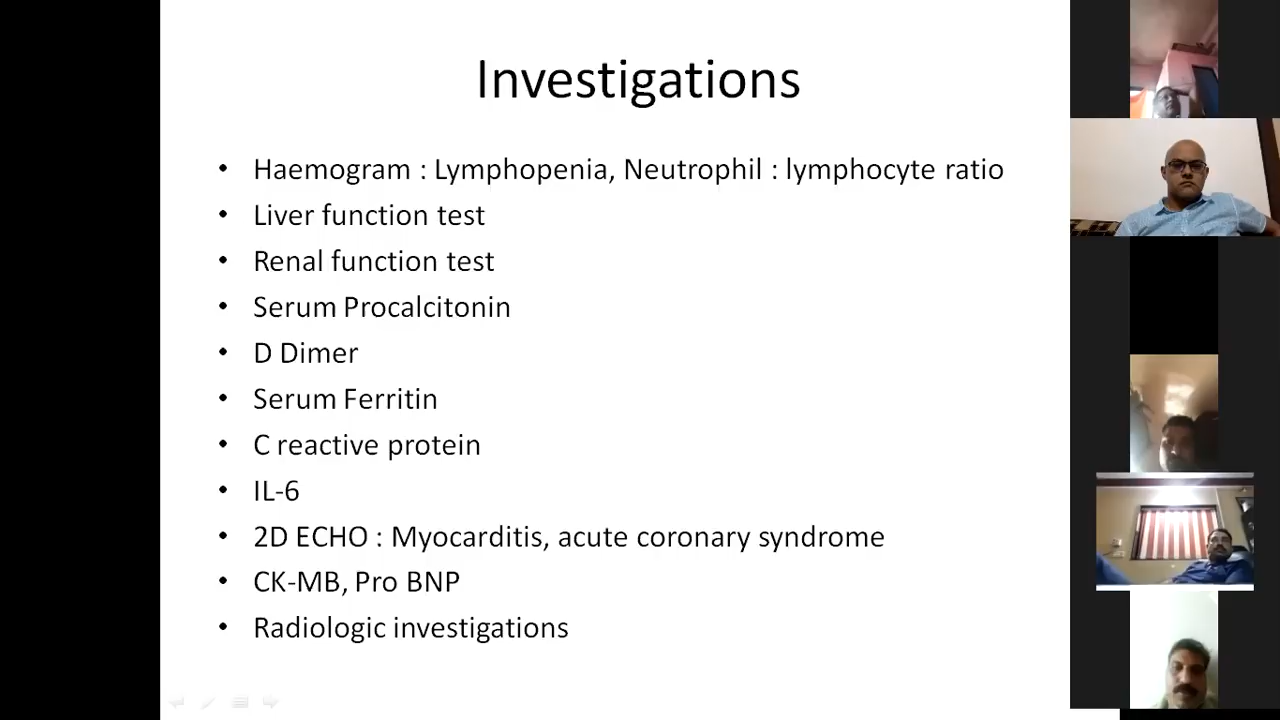 Investigations
• Haemogram : Lymphopenia, Neutrophil : lymphocyte ratio
• Liver function test
• Renal function test
• Serum Procalcitonin
• D Dimer
• Serum Ferritin
• C reactive protein
• IL-6
• 2D ECHO : Myocarditis, acute coronary syndrome
• CK-MB, Pro BNP
• Radiologic investigations